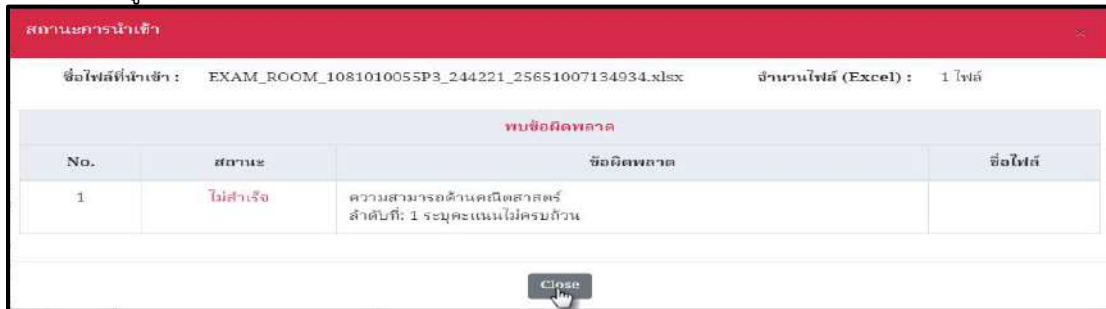 สถานะการนำเข้า ×
ชื่อไฟล์ที่นำเข้า : EXAM_ROOM_1081010055P3_244221_25651007134934.xlsx จำนวนไฟล์ (Excel) : 1 ไฟล์
พบข้อผิดพลาด
No. สถานะ ข้อผิดพลาด ชื่อไฟล์
1 ไม่สำเร็จ ความสามารถด้านคณิตศาสตร์
ลำดับที่: 1 ระบุคะแนนไม่ครบถ้วน
Close